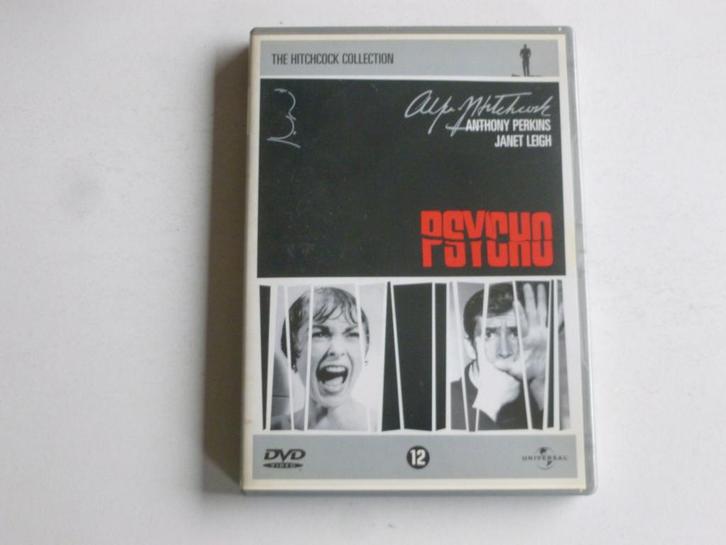 THE HITCHCOCK COLLECTION
Alfred Hitchcock
ANTHONY PERKINS
JANET LEIGH
PSYCHO
DVD
VIDEO
12
UNIVERSAL